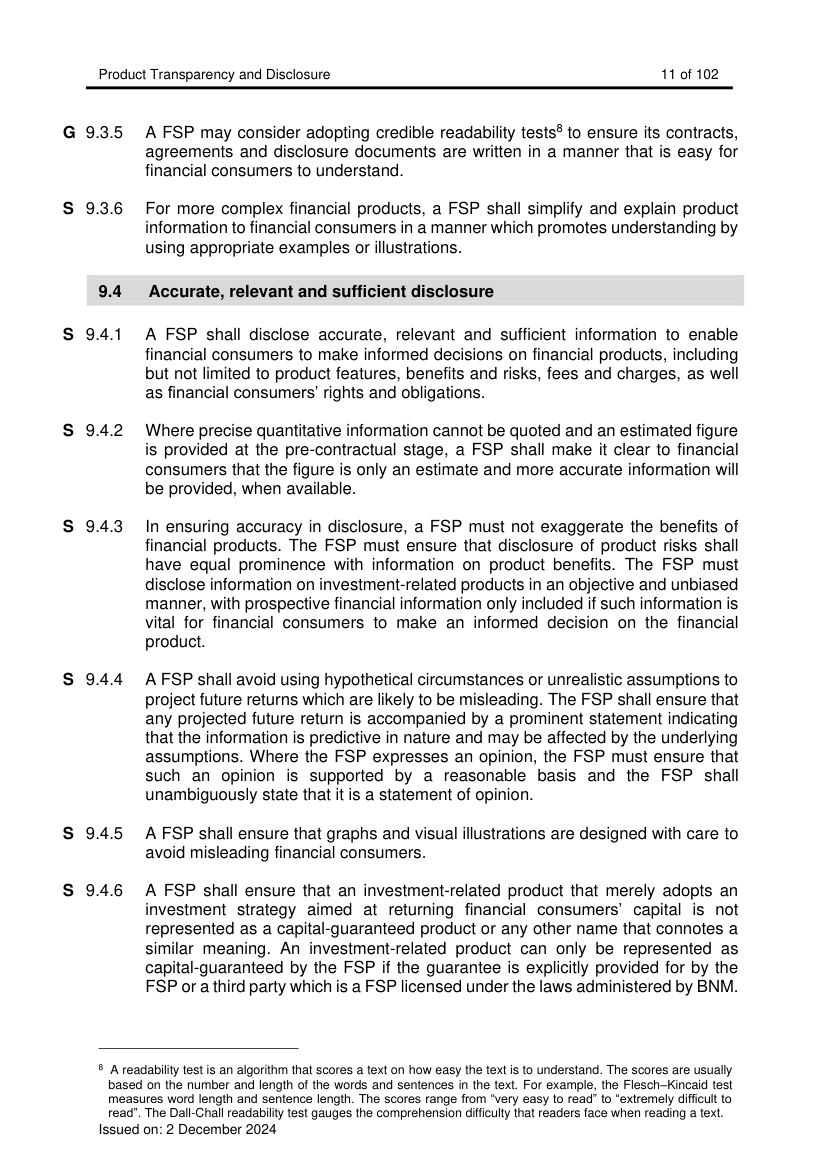 Product Transparency and Disclosure 11 of 102
G 9.3.5 A FSP may consider adopting credible readability tests⁸ to ensure its contracts,
agreements and disclosure documents are written in a manner that is easy for
financial consumers to understand.
S 9.3.6 For more complex financial products, a FSP shall simplify and explain product
information to financial consumers in a manner which promotes understanding by
using appropriate examples or illustrations.
9.4 Accurate, relevant and sufficient disclosure
S 9.4.1 A FSP shall disclose accurate, relevant and sufficient information to enable
financial consumers to make informed decisions on financial products, including
but not limited to product features, benefits and risks, fees and charges, as well
as financial consumers’ rights and obligations.
S 9.4.2 Where precise quantitative information cannot be quoted and an estimated figure
is provided at the pre-contractual stage, a FSP shall make it clear to financial
consumers that the figure is only an estimate and more accurate information will
be provided, when available.
S 9.4.3 In ensuring accuracy in disclosure, a FSP must not exaggerate the benefits of
financial products. The FSP must ensure that disclosure of product risks shall
have equal prominence with information on product benefits. The FSP must
disclose information on investment-related products in an objective and unbiased
manner, with prospective financial information only included if such information is
vital for financial consumers to make an informed decision on the financial
product.
S 9.4.4 A FSP shall avoid using hypothetical circumstances or unrealistic assumptions to
project future returns which are likely to be misleading. The FSP shall ensure that
any projected future return is accompanied by a prominent statement indicating
that the information is predictive in nature and may be affected by the underlying
assumptions. Where the FSP expresses an opinion, the FSP must ensure that
such an opinion is supported by a reasonable basis and the FSP shall
unambiguously state that it is a statement of opinion.
S 9.4.5 A FSP shall ensure that graphs and visual illustrations are designed with care to
avoid misleading financial consumers.
S 9.4.6 A FSP shall ensure that an investment-related product that merely adopts an
investment strategy aimed at returning financial consumers’ capital is not
represented as a capital-guaranteed product or any other name that connotes a
similar meaning. An investment-related product can only be represented as
capital-guaranteed by the FSP if the guarantee is explicitly provided for by the
FSP or a third party which is a FSP licensed under the laws administered by BNM.
⁸ A readability test is an algorithm that scores a text on how easy the text is to understand. The scores are usually
based on the number and length of the words and sentences in the text. For example, the Flesch–Kincaid test
measures word length and sentence length. The scores range from “very easy to read” to “extremely difficult to
read”. The Dall-Chall readability test gauges the comprehension difficulty that readers face when reading a text.
Issued on: 2 December 2024